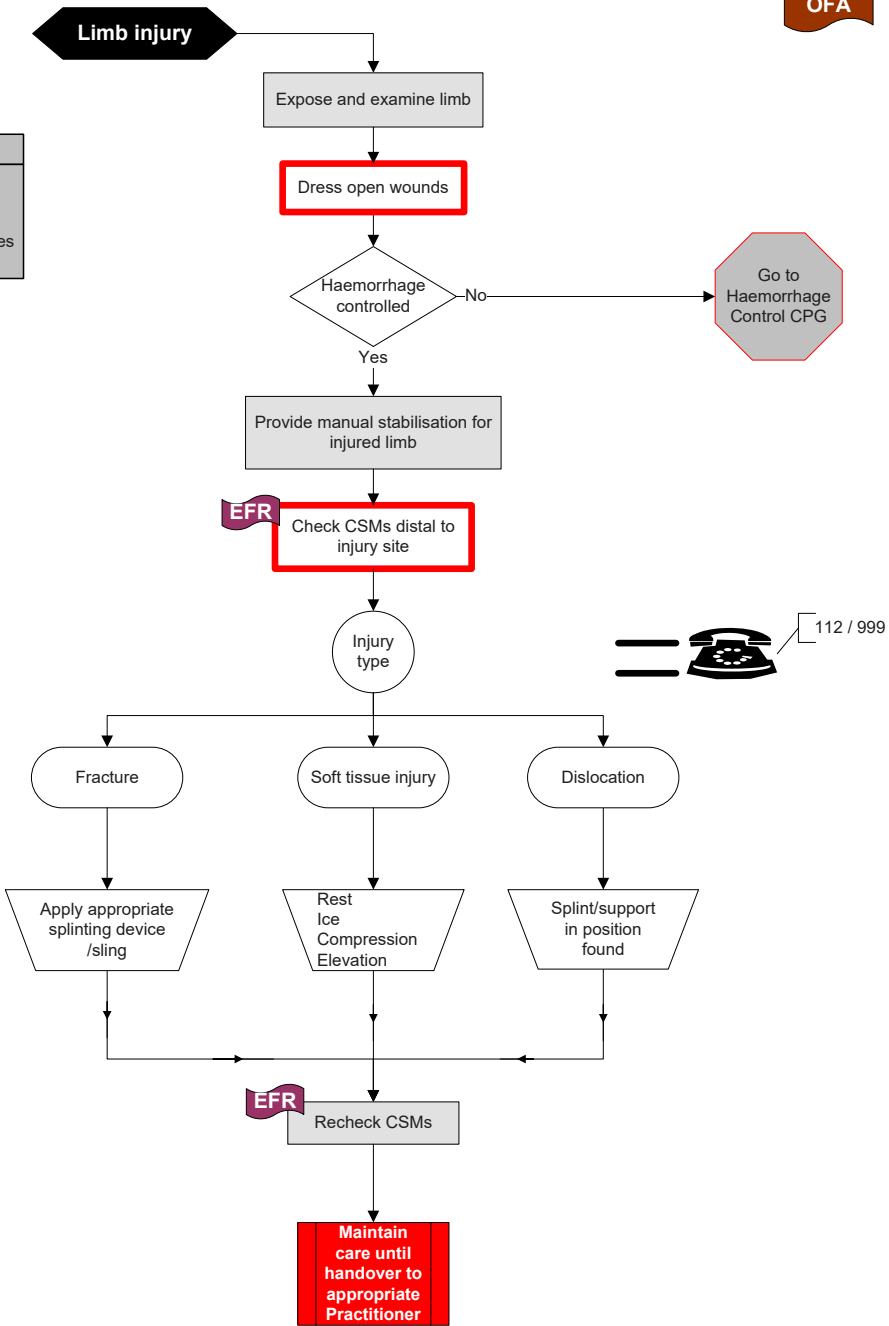 OFA
Limb injury
Expose and examine limb
Dress open wounds
Haemorrhage
controlled
No
Go to
Haemorrhage
Control CPG
Yes
Provide manual stabilisation for
injured limb
EFR
Check CSMs distal to
injury site
Injury
type
112 / 999
Fracture
Soft tissue injury
Dislocation
Apply appropriate
splinting device
/sling
Rest
Ice
Compression
Elevation
Splint/support
in position
found
EFR
Recheck CSMs
Maintain
care until
handover to
appropriate
Practitioner